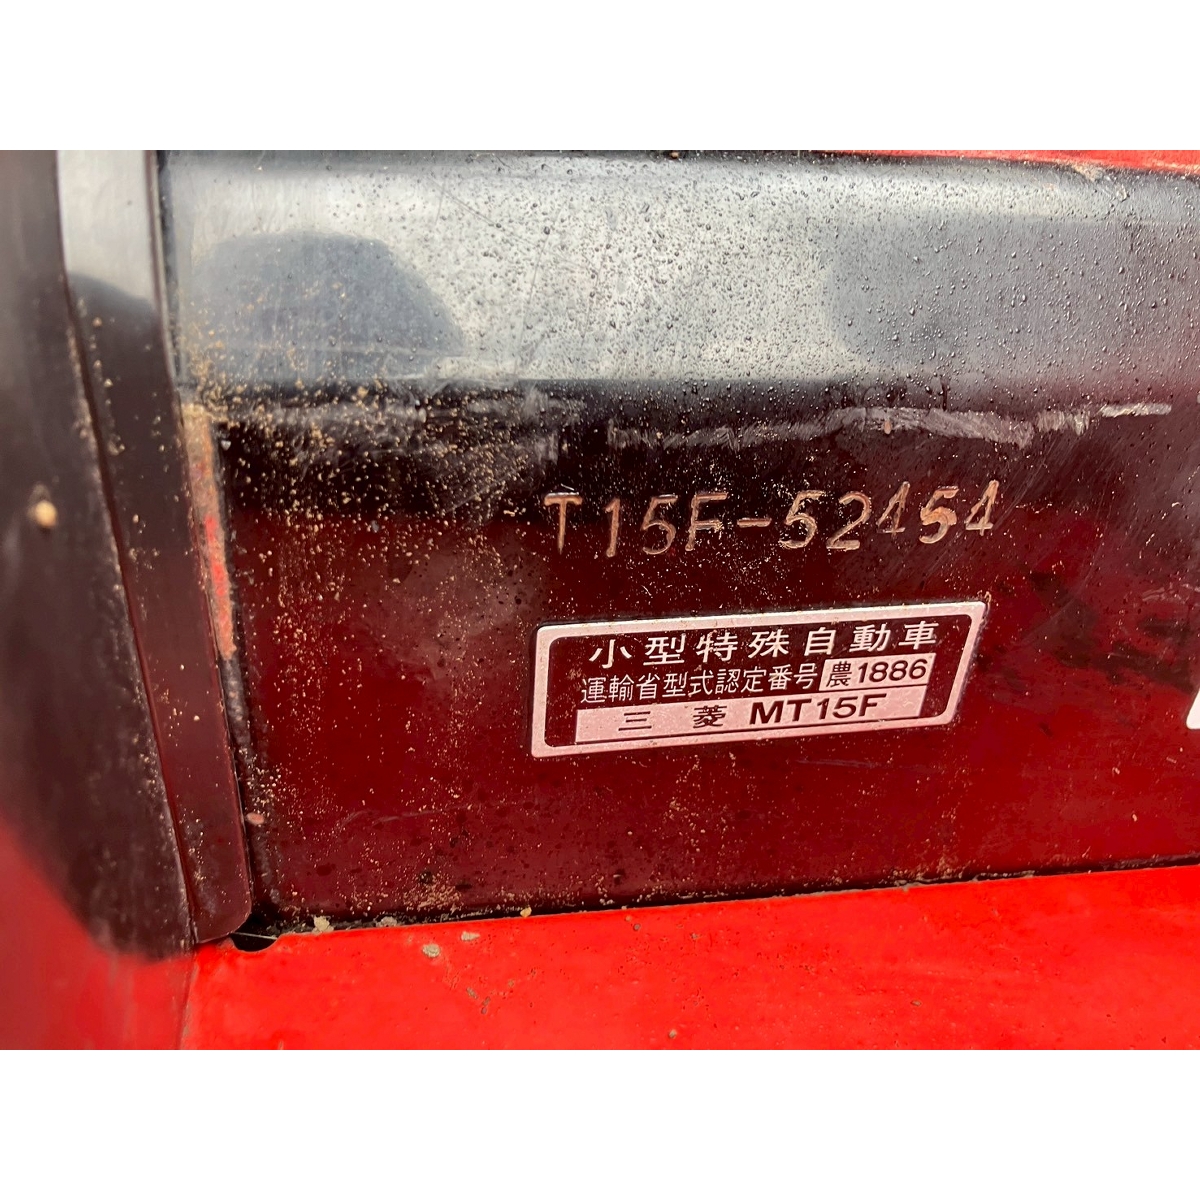 T15F-52454
小型特殊自動車
運輸省型式認定番号 農1886
三菱 MT15F